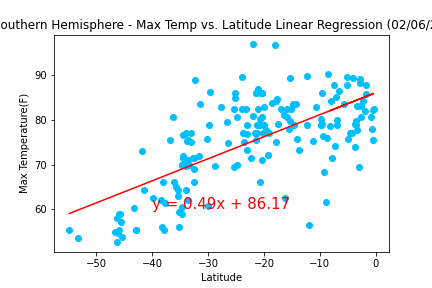 outhern Hemisphere - Max Temp vs. Latitude Linear Regression (02/06/2
Max Temperature(F)
90
80
70
60
y = 0.49x + 86.17
−50 −40 −30 −20 −10 0
Latitude